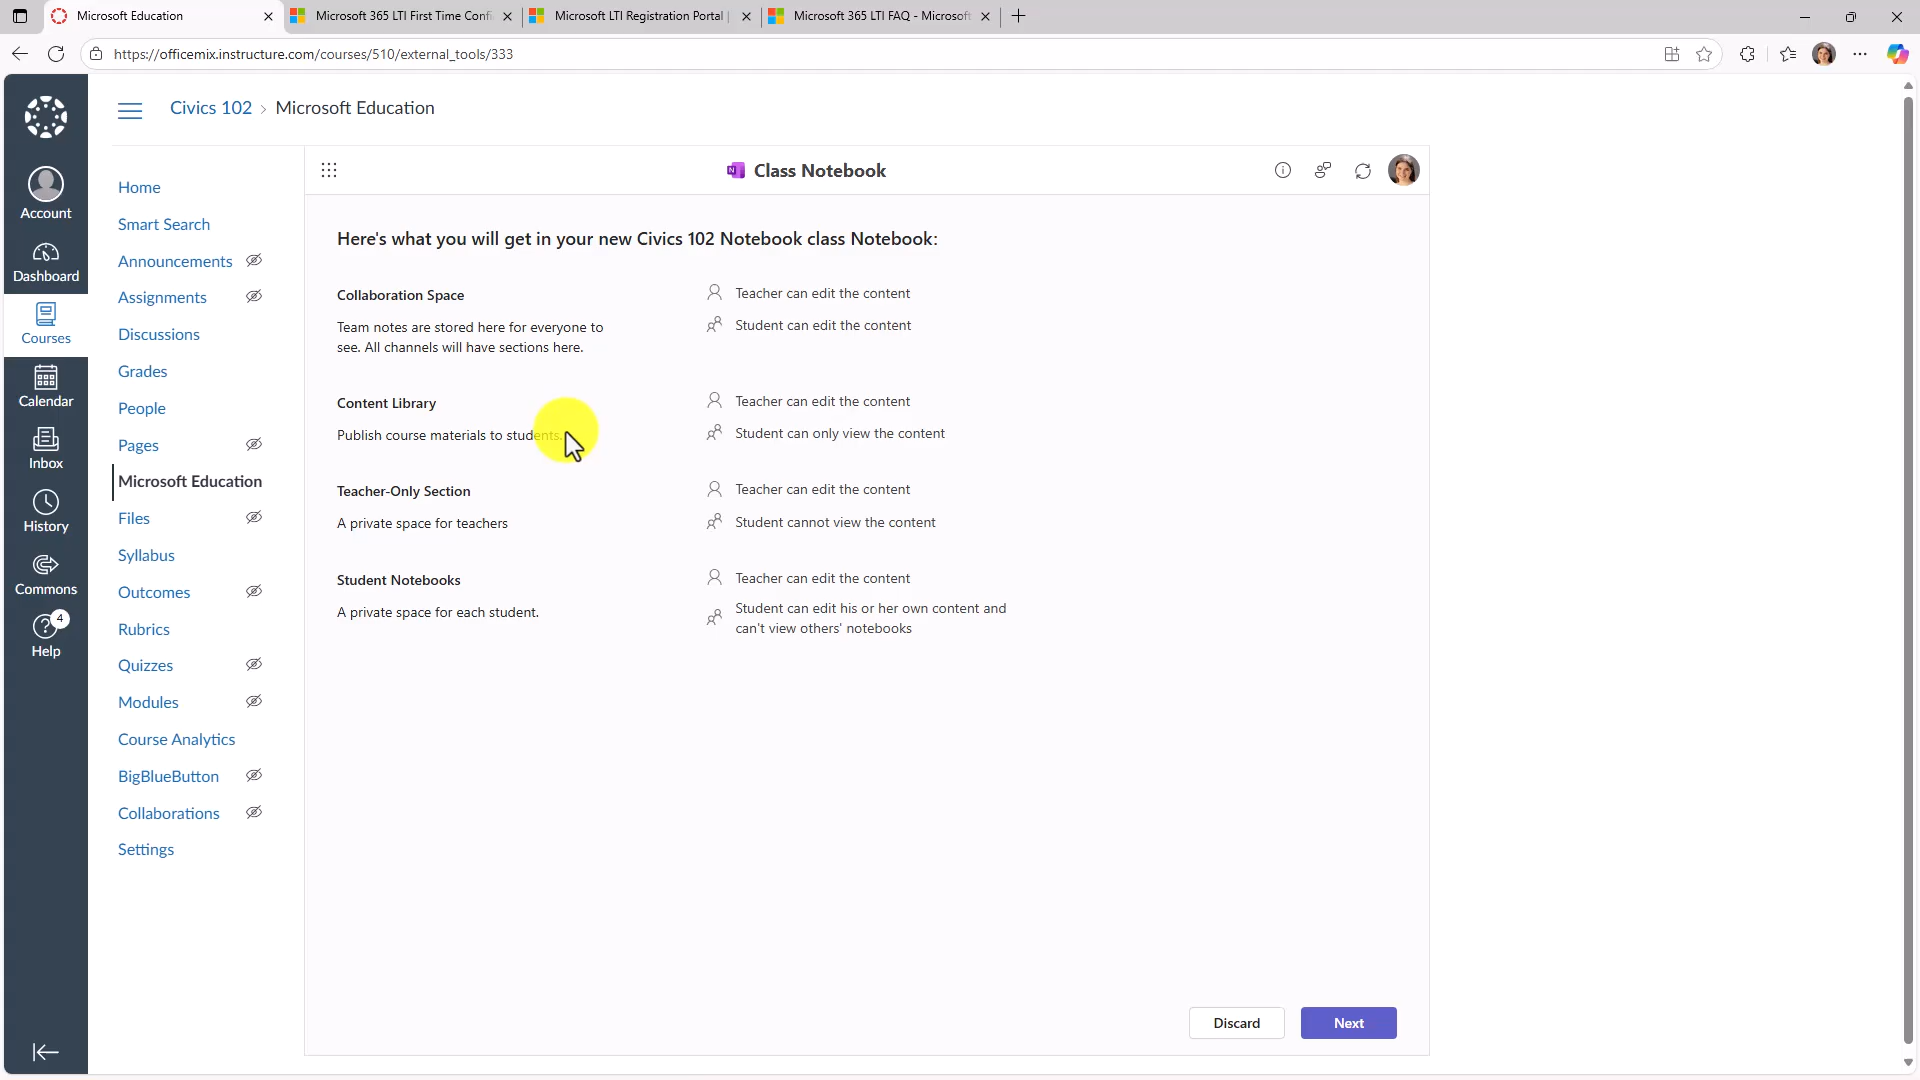 Microsoft Education
Microsoft 365 LTI First Time Confi
Microsoft LTI Registration Portal |
Microsoft 365 LTI FAQ - Microsoft
https://officemix.instructure.com/courses/510/external_tools/333
Civics 102 > Microsoft Education
Account
Dashboard
Courses
Calendar
Inbox
History
Commons
4
Help
Home
Smart Search
Announcements
Assignments
Discussions
Grades
People
Pages
Microsoft Education
Files
Syllabus
Outcomes
Rubrics
Quizzes
Modules
Course Analytics
BigBlueButton
Collaborations
Settings
Class Notebook
Here's what you will get in your new Civics 102 Notebook class Notebook:
Collaboration Space
Team notes are stored here for everyone to
see. All channels will have sections here.
Teacher can edit the content
Student can edit the content
Content Library
Publish course materials to students.
Teacher can edit the content
Student can only view the content
Teacher-Only Section
A private space for teachers
Teacher can edit the content
Student cannot view the content
Student Notebooks
A private space for each student.
Teacher can edit the content
Student can edit his or her own content and
can't view others' notebooks
Discard
Next